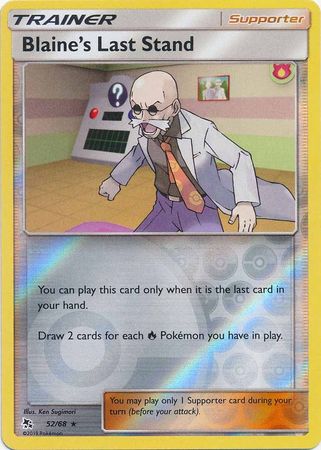 TRAINER
Supporter
Blaine's Last Stand
?
You can play this card only when it is the last card in
your hand.
Draw 2 cards for each Pokémon you have in play.
Illus. Ken Sugimori
52/68 ★
©2019 Pokémon
You may play only 1 Supporter card during your
turn (before your attack).